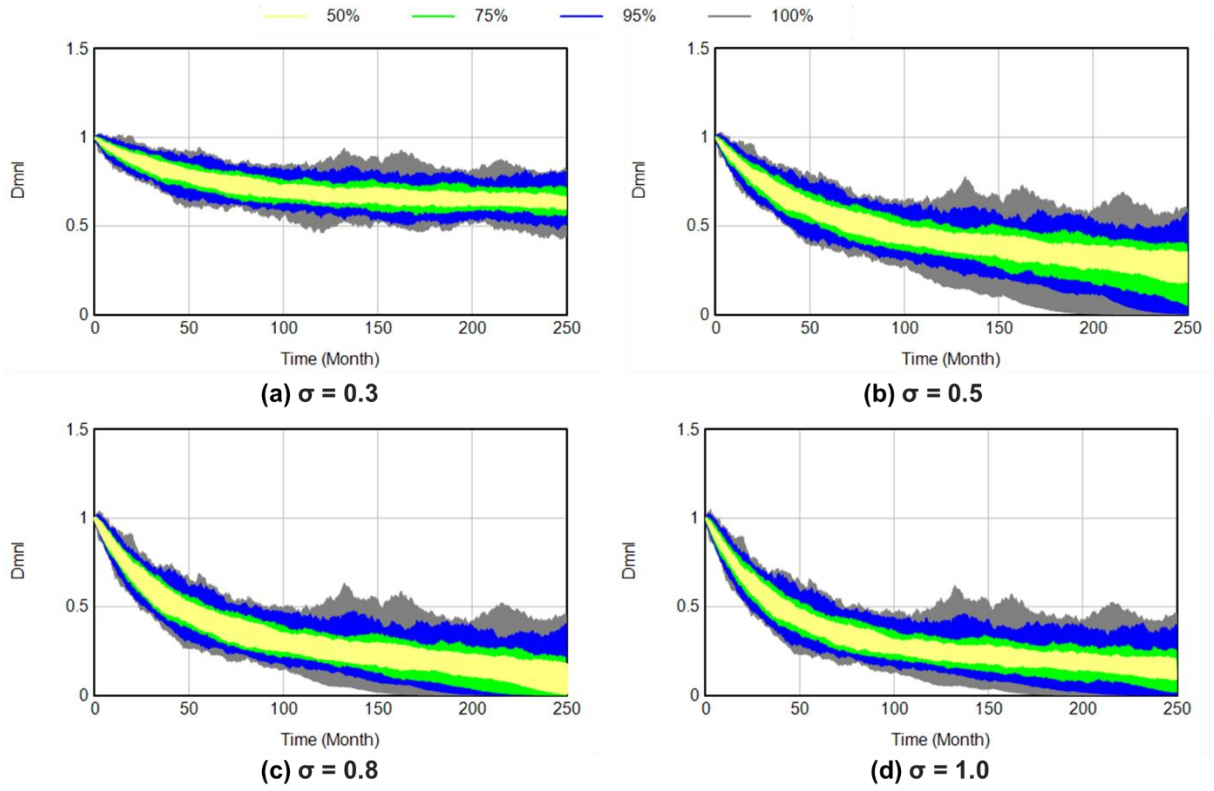 50% 75% 95% 100%
1.5 1.5
Dmnl 1 Dmnl 1
0.5 0.5
0 0
0 50 100 150 200 250 0 50 100 150 200 250
Time (Month) Time (Month)
(a) σ = 0.3 (b) σ = 0.5
1.5 1.5
Dmnl 1 Dmnl 1
0.5 0.5
0 0
0 50 100 150 200 250 0 50 100 150 200 250
Time (Month) Time (Month)
(c) σ = 0.8 (d) σ = 1.0